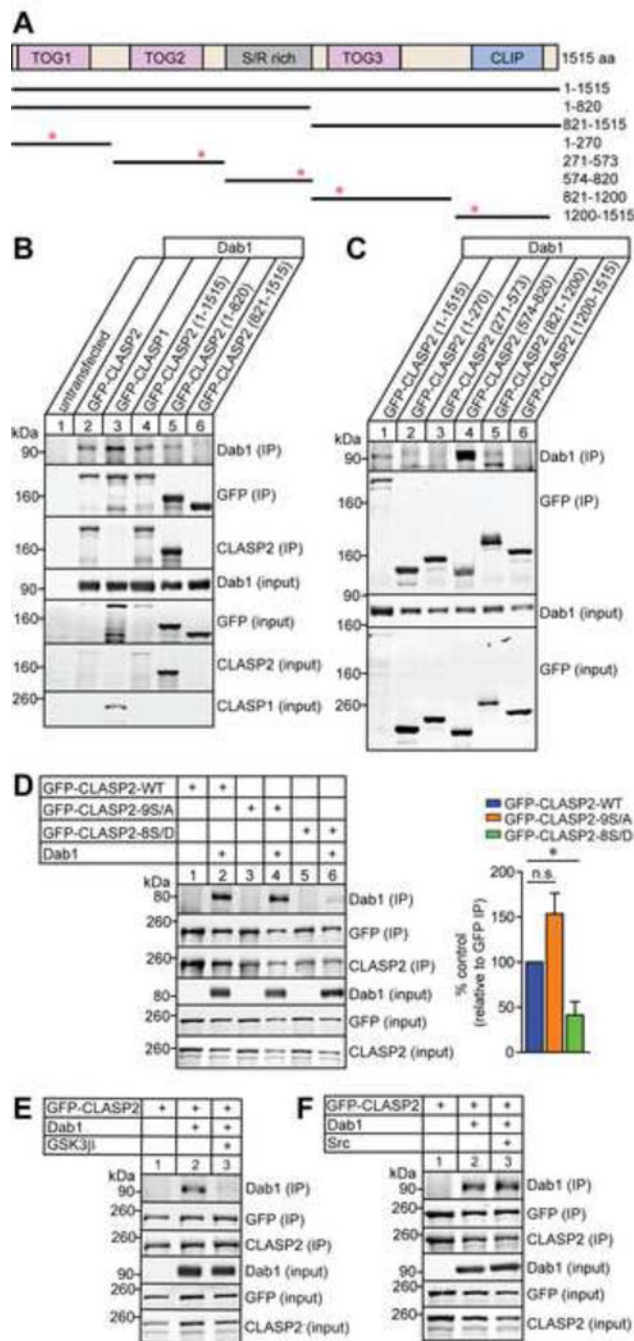 A
TOG1 TOG2 S/R rich TOG3 CLIP 1515 aa
1-1515
1-820
821-1515
* 1-270
* 271-573
* 574-820
* 821-1200
* 1200-1515
B
Dab1
untransfected
GFP-CLASP2
GFP-CLASP1
GFP-CLASP2 (1-1515)
GFP-CLASP2 (1-820)
GFP-CLASP2 (821-1515)
kDa 1 2 3 4 5 6
90 Dab1 (IP)
160 GFP (IP)
160 CLASP2 (IP)
90 Dab1 (input)
160 GFP (input)
160 CLASP2 (input)
260 CLASP1 (input)
C
Dab1
GFP-CLASP2 (1-1515)
GFP-CLASP2 (1-270)
GFP-CLASP2 (271-573)
GFP-CLASP2 (574-820)
GFP-CLASP2 (821-1200)
GFP-CLASP2 (1200-1515)
kDa 1 2 3 4 5 6
90 Dab1 (IP)
GFP (IP)
160
90
Dab1 (input)
160
GFP (input)
160
260
D
GFP-CLASP2-WT + +
GFP-CLASP2-9S/A + +
GFP-CLASP2-8S/D + +
Dab1 + + +
kDa 1 2 3 4 5 6
80 Dab1 (IP)
260 GFP (IP)
260 CLASP2 (IP)
80 Dab1 (input)
260 GFP (input)
260 CLASP2 (input)
GFP-CLASP2-WT
GFP-CLASP2-9S/A
GFP-CLASP2-8S/D
% control
(relative to GFP IP)
200
150
100
50
0
*
n.s.
E
GFP-CLASP2 + + +
Dab1 + +
GSK3β +
kDa 1 2 3
90 Dab1 (IP)
260 GFP (IP)
260 CLASP2 (IP)
90 Dab1 (input)
260 GFP (input)
260 CLASP2 (input)
F
GFP-CLASP2 + + +
Dab1 + +
Src +
kDa 1 2 3
90 Dab1 (IP)
260 GFP (IP)
260 CLASP2 (IP)
90 Dab1 (input)
260 GFP (input)
260 CLASP2 (input)